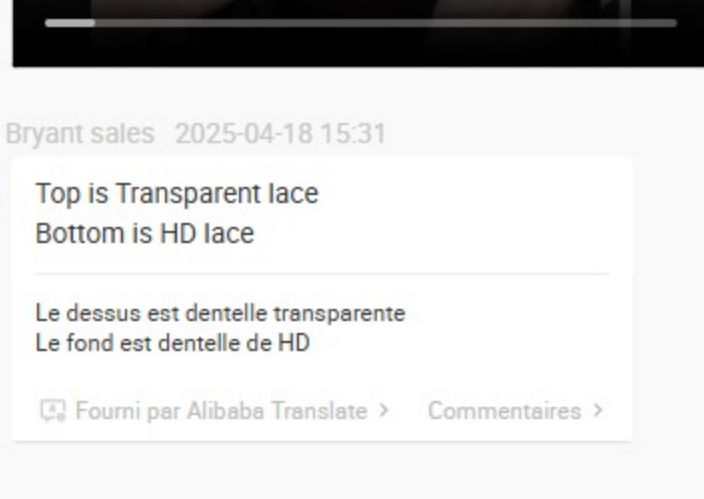 Bryant sales 2025-04-18 15:31
Top is Transparent lace
Bottom is HD lace
Le dessus est dentelle transparente
Le fond est dentelle de HD
Fourni par Alibaba Translate >
Commentaires >